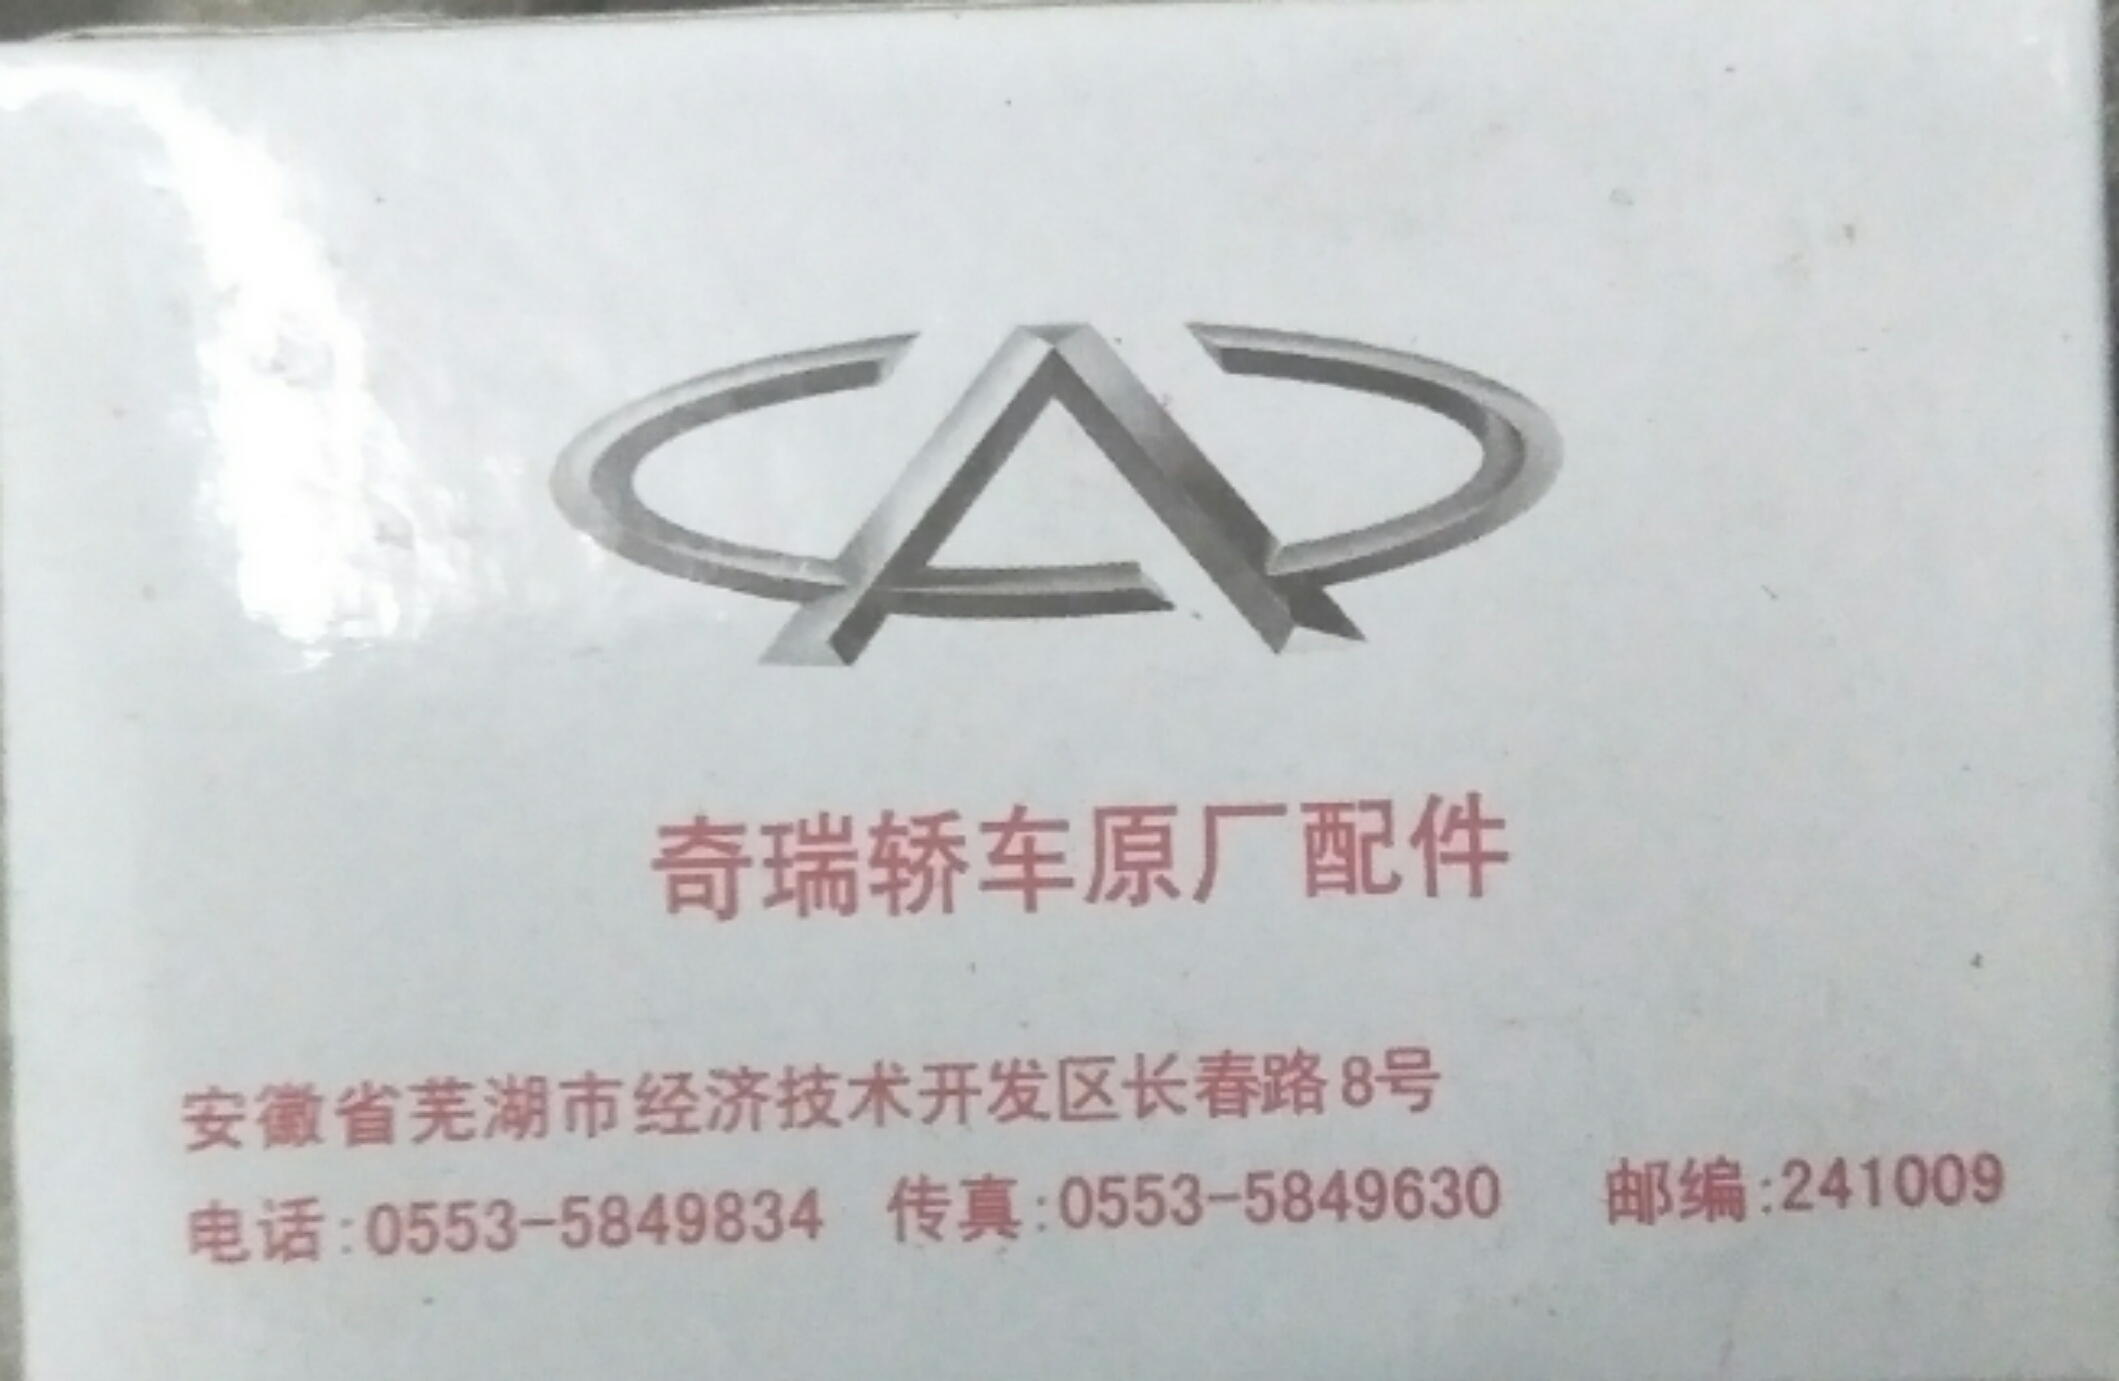 奇瑞轿车原厂配件
安徽省芜湖市经济技术开发区长春路8号
电话:0553-5849834 传真:0553-5849630 邮编:241009